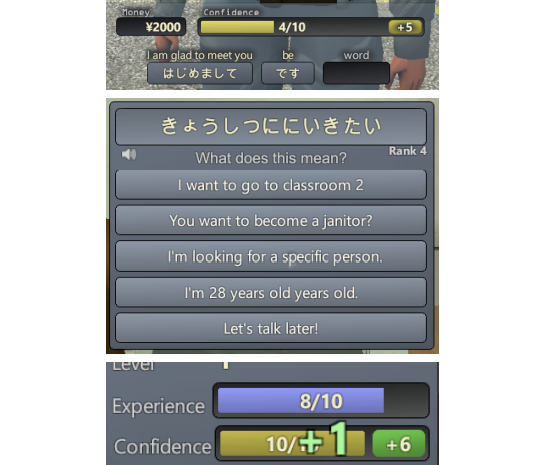 Money
Confidence
¥2000
4/10
+5
I am glad to meet you
be
word
はじめまして
です
きょうしつににいきたい
What does this mean?
Rank 4
I want to go to classroom 2
You want to become a janitor?
I'm looking for a specific person.
I'm 28 years old years old.
Let's talk later!
Level
Experience
8/10
Confidence
10/
+1
+6